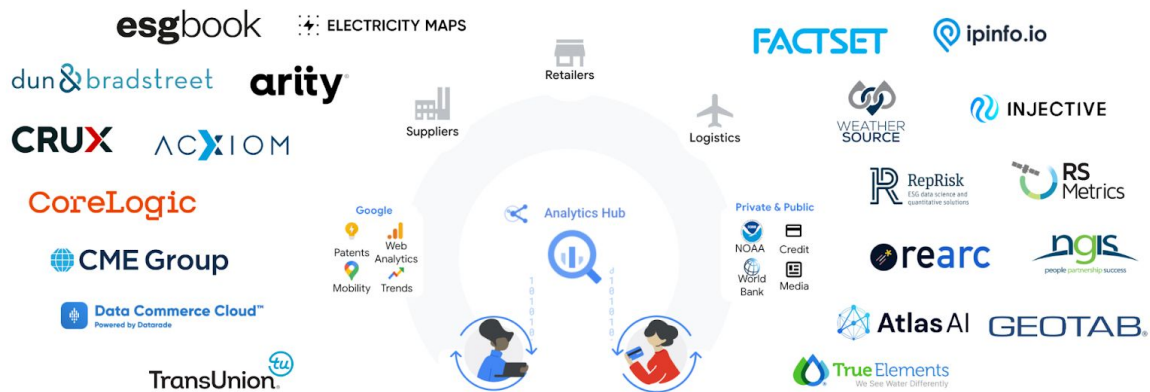 esgbook
ELECTRICITY MAPS
dun & bradstreet
arity
CRUX
ACXIOM
CoreLogic
CME Group
Data Commerce Cloud™
Powered by Datarade
tu
TransUnion®
Retailers
Suppliers
Logistics
Google
Patents
Web
Analytics
Mobility
Trends
Analytics Hub
Private & Public
NOAA
Credit
World
Bank
Media
101010
FACTSET
ipinfo.io
WEATHER
SOURCE
INJECTIVE
RepRisk
ESG data science and
quantitative solutions
RS
Metrics
rearc
ngis
people partnership success
Atlas AI
GEOTAB®
True Elements
We See Water Differently